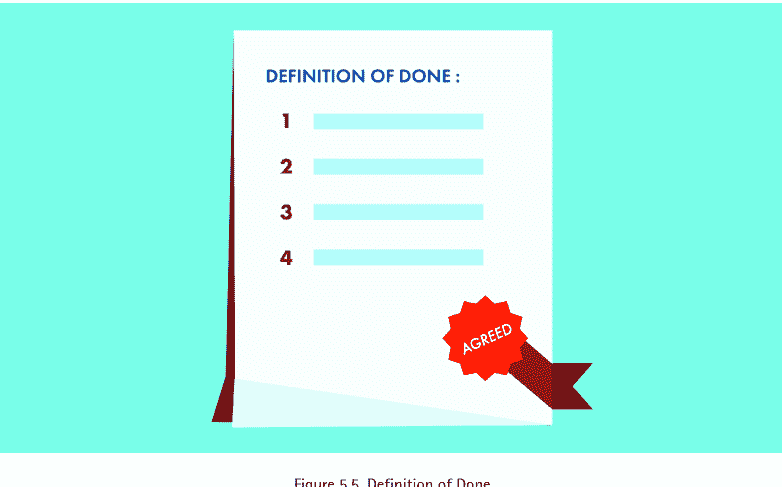 DEFINITION OF DONE :
1
2
3
4
AGREED
Figure 5.5 Definition of Done